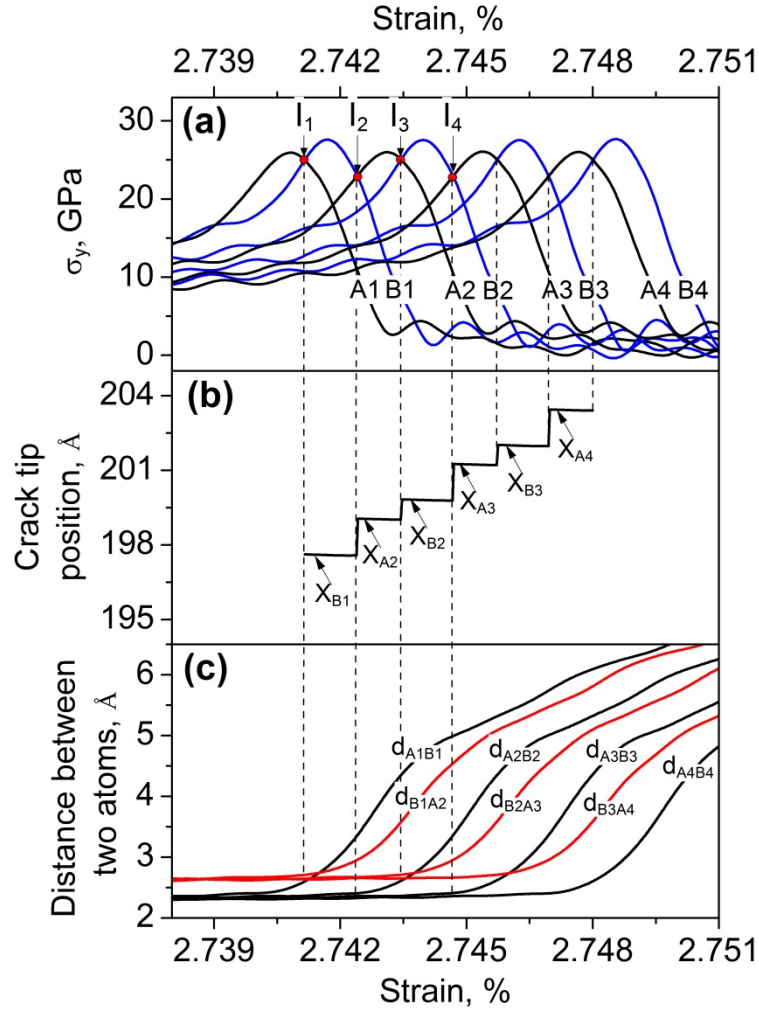 Strain, %
2.739 2.742 2.745 2.748 2.751
(a)
I1 I2 I3 I4
30
20
10
0
σy, GPa
A1 B1 A2 B2 A3 B3 A4 B4
(b)
204
201
198
195
Crack tip
position, Å
XB1
XA2
XB2
XA3
XB3
XA4
(c)
6
5
4
3
2
Distance between
two atoms, Å
dA1B1
dB1A2
dA2B2
dB2A3
dA3B3
dB3A4
dA4B4
2.739 2.742 2.745 2.748 2.751
Strain, %